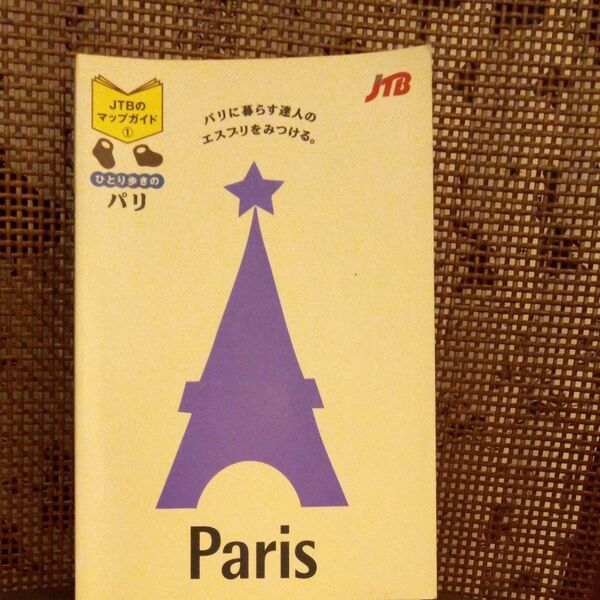 JTBの
マップガイド
①
ひとり歩きの
パリ
パリに暮らす達人の
エスプリをみつける。
JTB
Paris